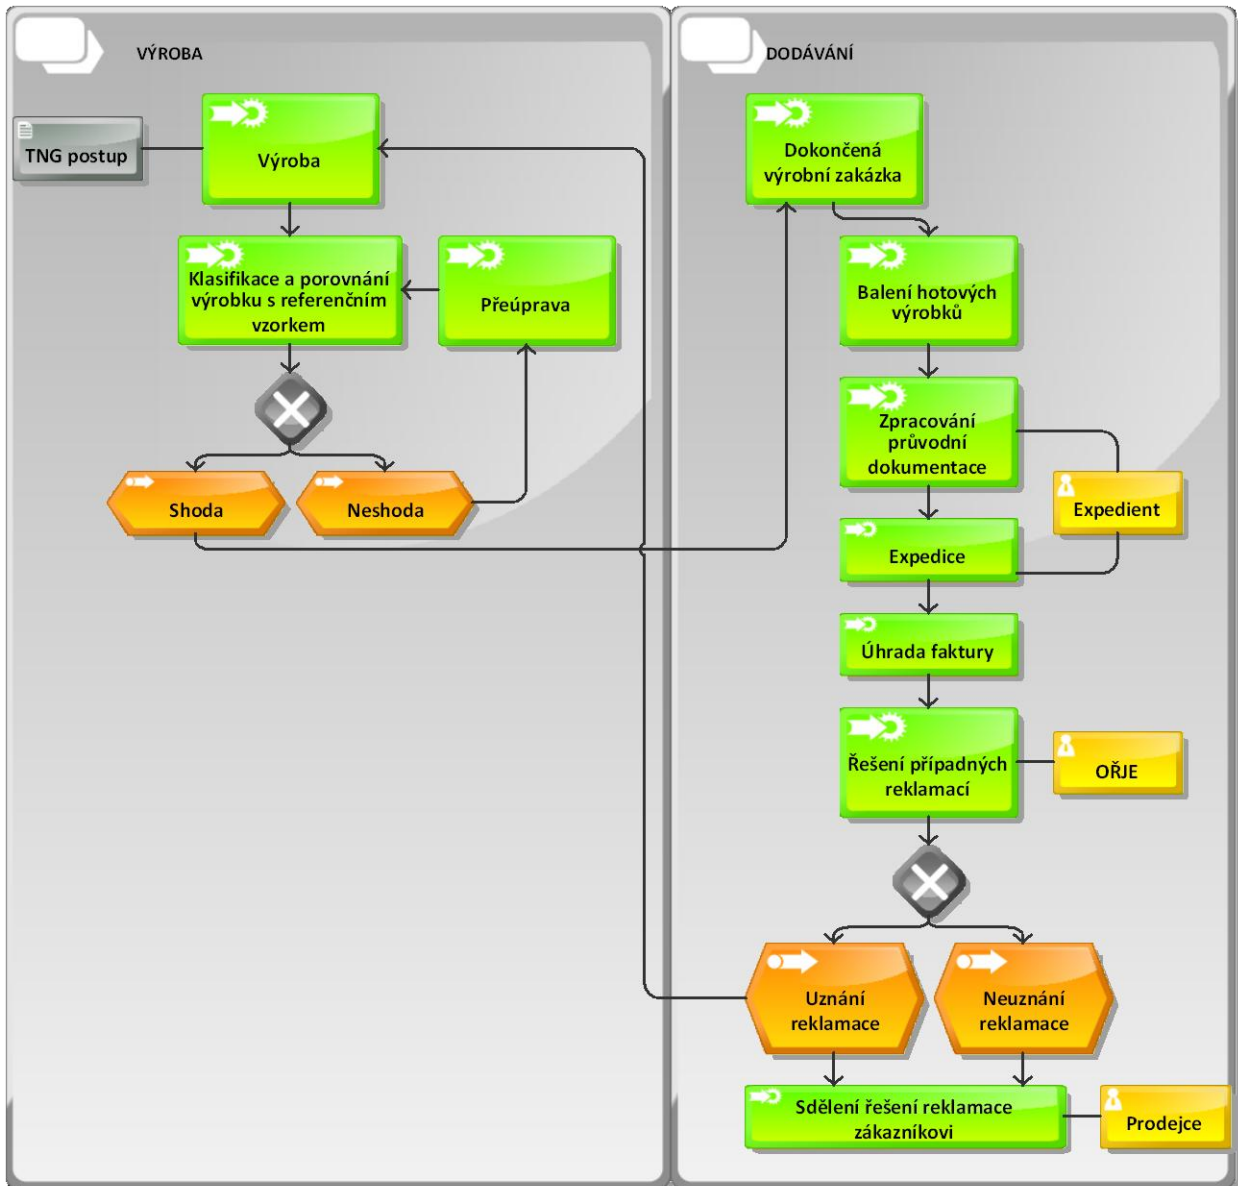 VÝROBA
TNG postup
Výroba
Klasifikace a porovnání
výrobku s referenčním
vzorkem
Přeúprava
Shoda
Neshoda
DODÁVÁNÍ
Dokončená
výrobní zakázka
Balení hotových
výrobků
Zpracování
průvodní
dokumentace
Expedient
Expedice
Úhrada faktury
Řešení případných
reklamací
OŘJE
Uznání
reklamace
Neuznání
reklamace
Sdělení řešení reklamace
zákazníkovi
Prodejce